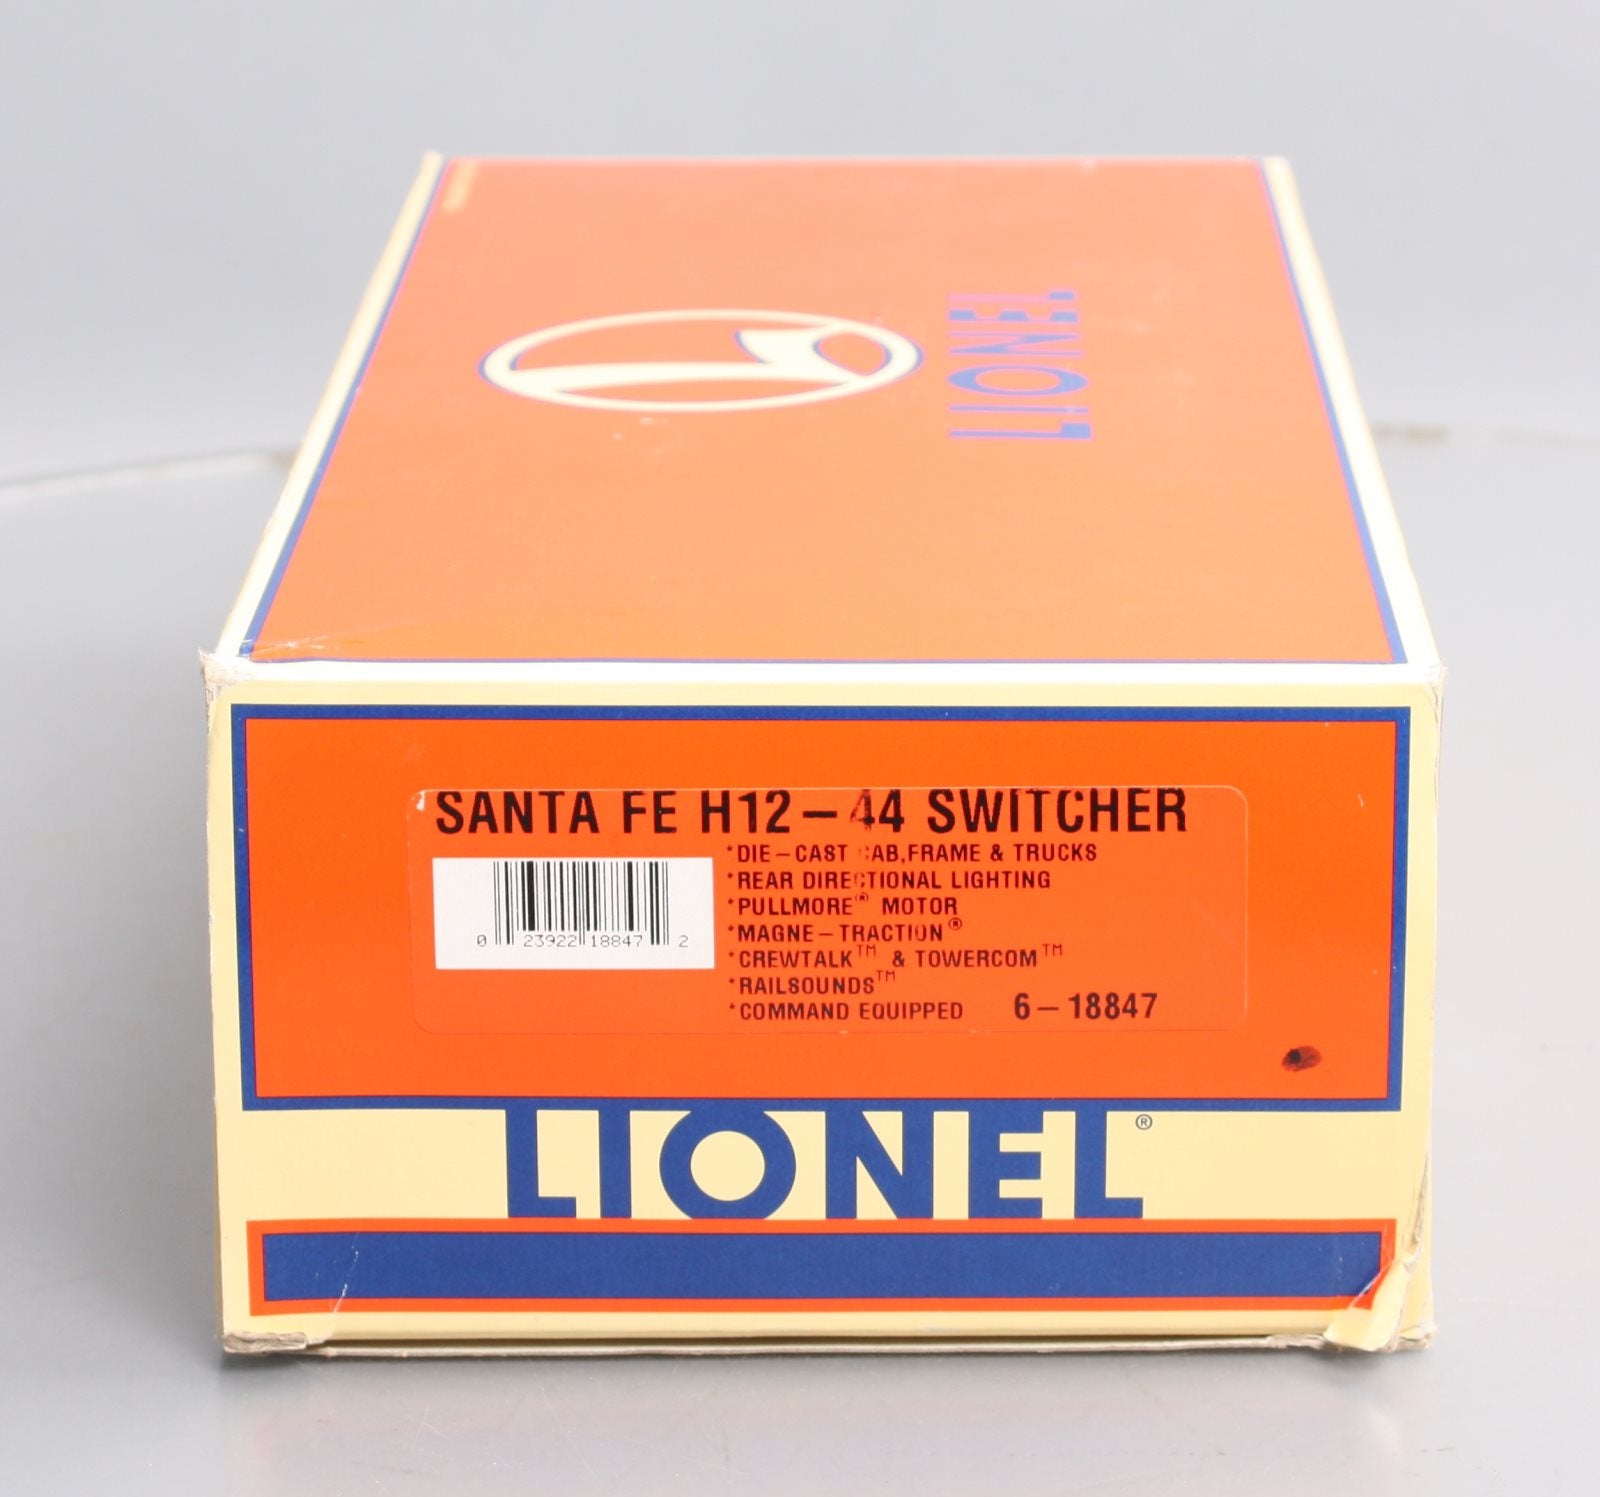 LIONEL
SANTA FE H12-44 SWITCHER
*DIE-CAST CAB,FRAME & TRUCKS
*REAR DIRECTIONAL LIGHTING
*PULLMORE® MOTOR
*MAGNE-TRACTION®
*CREWTALK™ & TOWERCOM™
*RAILSOUNDS™
*COMMAND EQUIPPED 6-18847
0 23922 18847 2
LIONEL®